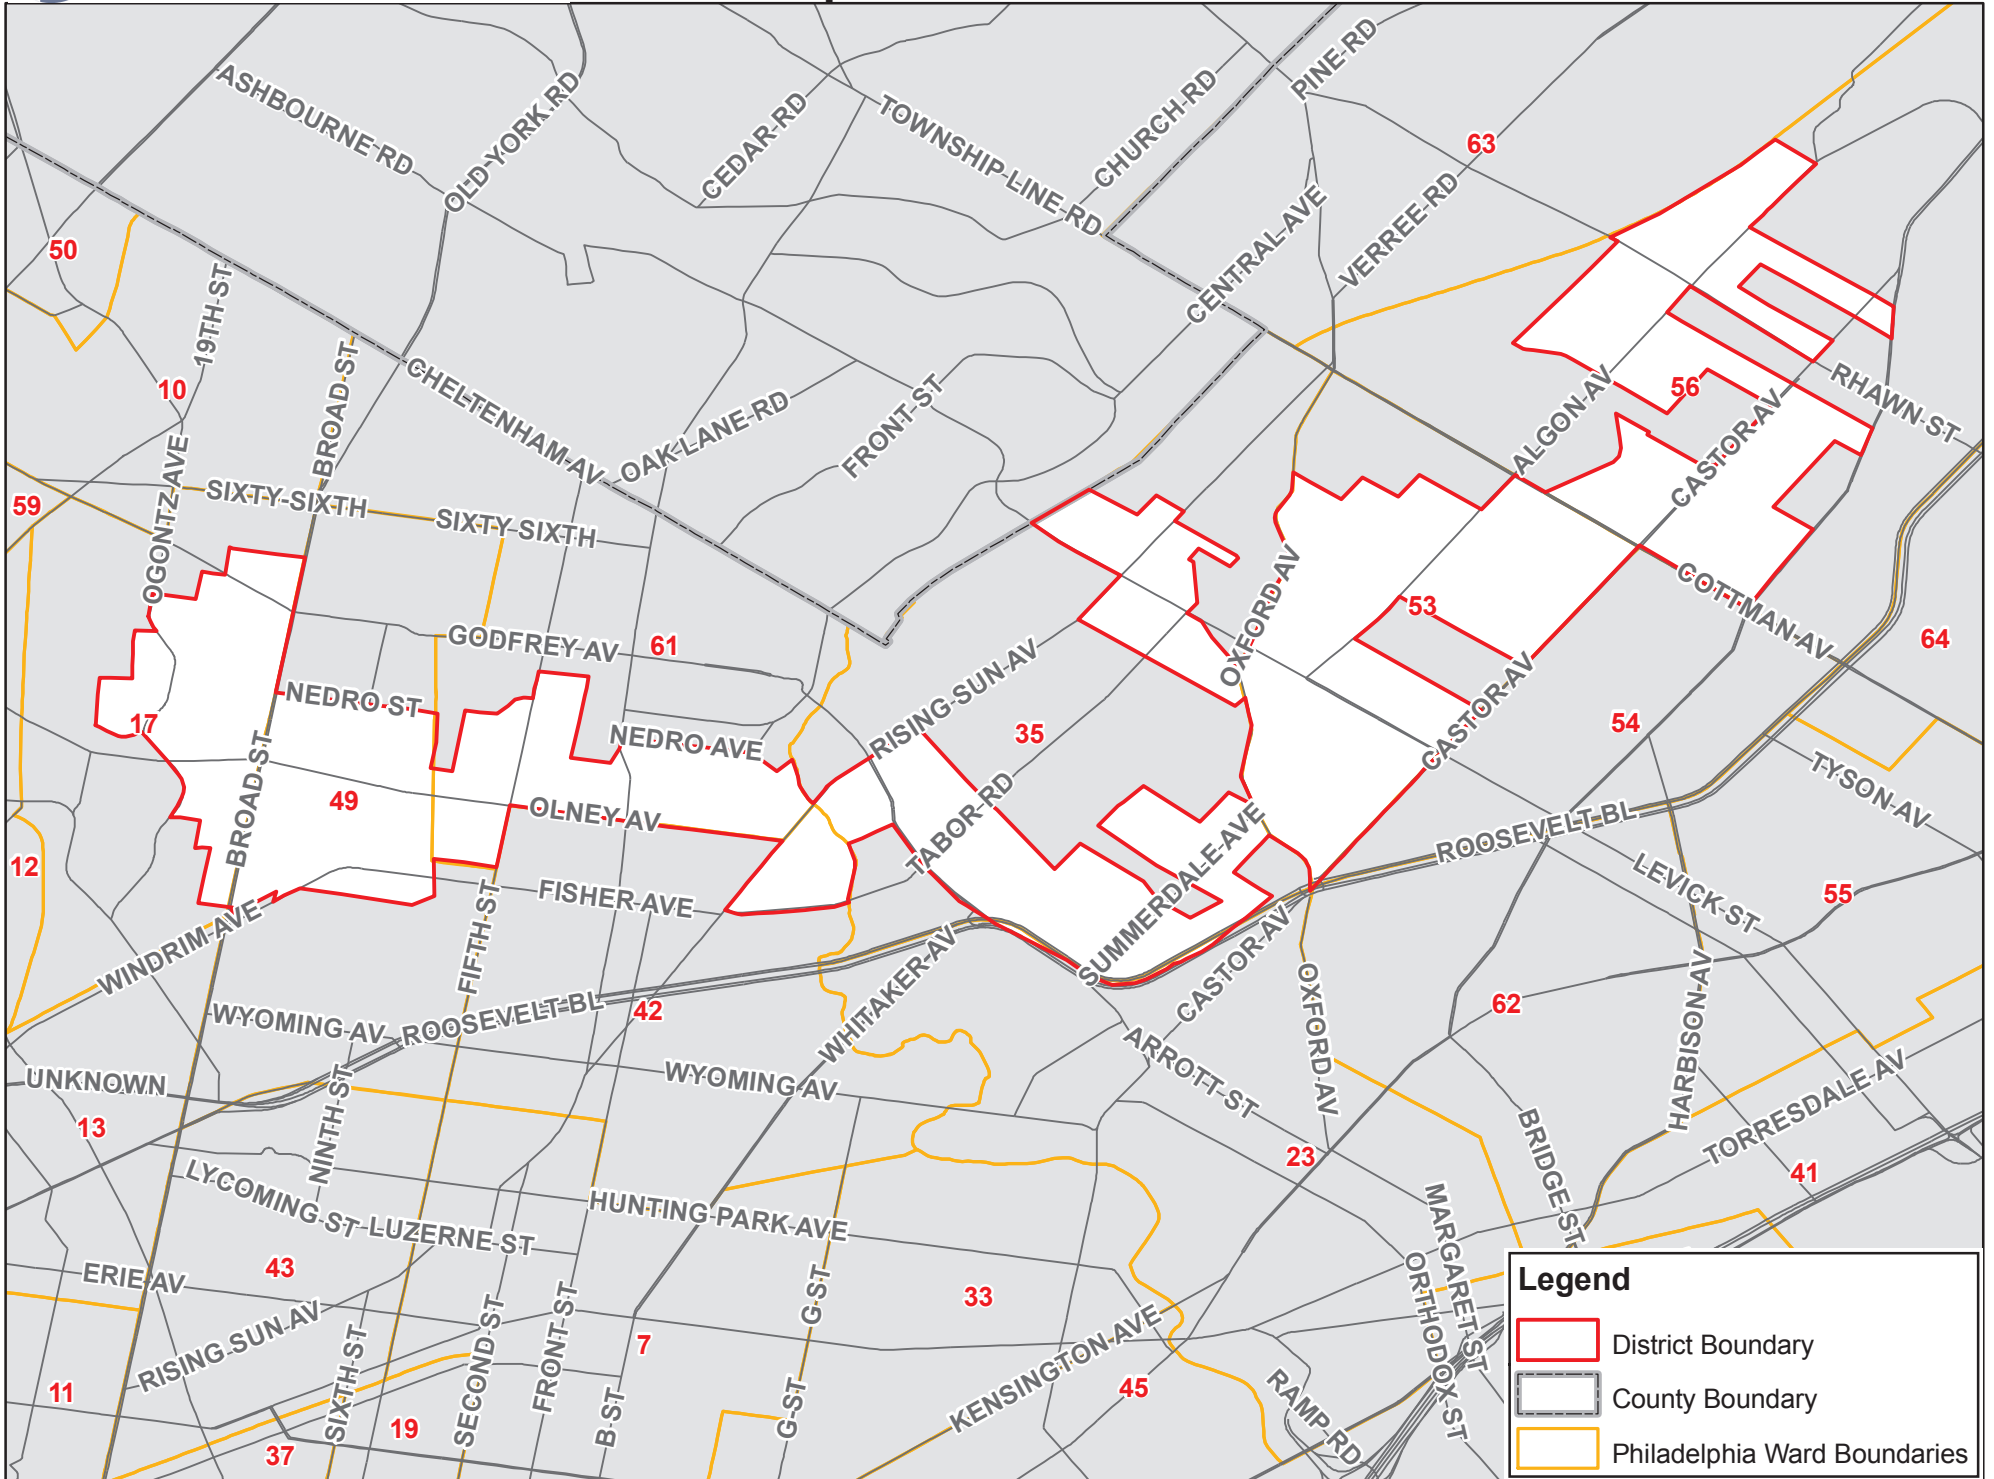 ASHBOURNE RD
OLD YORK RD
CEDAR RD
TOWNSHIP LINE RD
CHURCH RD
PINE RD
63
50
19TH ST
10
CENTRAL AVE
VERREE RD
BROAD ST
CHELTENHAM AV
OAK LANE RD
FRONT ST
ALGON AV
56
CASTOR AV
RHAWN ST
OGONTZ AVE
59
SIXTY-SIXTH
SIXTY SIXTH
GODFREY AV
61
OXFORD AV
53
COTTMAN AV
64
NEDRO ST
17
NEDRO AVE
RISING SUN AV
35
CASTOR AV
54
BROAD ST
49
OLNEY AV
TABOR RD
SUMMERDALE AVE
ROOSEVELT BL
TYSON AV
12
LEVICK ST
55
FISHER AVE
WINDRIM AVE
FIFTH ST
WHITAKER AV
CASTOR AV
OXFORD AV
HARBISON AV
62
WYOMING AV
ROOSEVELT BL
42
UNKNOWN
NINTH ST
WYOMING AV
ARROTT ST
13
23
BRIDGE ST
TORRESDALE AV
41
LYCOMING ST
LUZERNE ST
HUNTING PARK AVE
MARGARET ST
ORTHODOX ST
ERIE AV
43
33
G ST
RISING SUN AV
SIXTH ST
SECOND ST
FRONT ST
7
B ST
G ST
KENSINGTON AVE
45
RAMP RD
11
19
37
Legend
District Boundary
County Boundary
Philadelphia Ward Boundaries